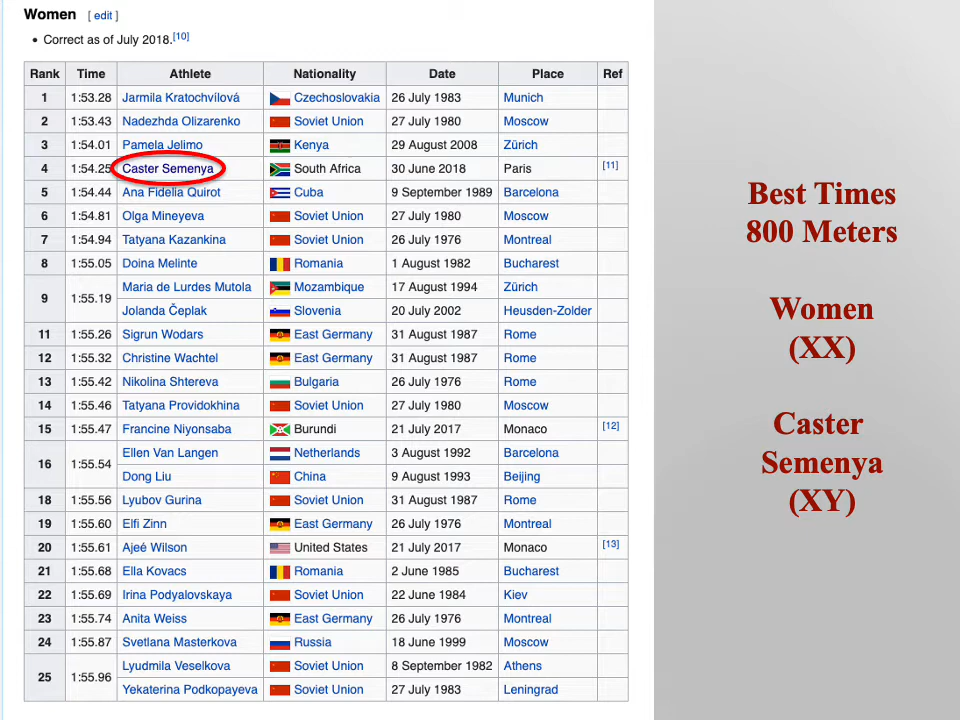 Women [ edit ]
• Correct as of July 2018.[10]
Rank Time Athlete Nationality Date Place Ref
1 1:53.28 Jarmila Kratochvílová Czechoslovakia 26 July 1983 Munich
2 1:53.43 Nadezhda Olizarenko Soviet Union 27 July 1980 Moscow
3 1:54.01 Pamela Jelimo Kenya 29 August 2008 Zürich
4 1:54.25 Caster Semenya South Africa 30 June 2018 Paris [11]
5 1:54.44 Ana Fidelia Quirot Cuba 9 September 1989 Barcelona
6 1:54.81 Olga Mineyeva Soviet Union 27 July 1980 Moscow
7 1:54.94 Tatyana Kazankina Soviet Union 26 July 1976 Montreal
8 1:55.05 Doina Melinte Romania 1 August 1982 Bucharest
9 1:55.19 Maria de Lurdes Mutola Mozambique 17 August 1994 Zürich
Jolanda Čeplak Slovenia 20 July 2002 Heusden-Zolder
11 1:55.26 Sigrun Wodars East Germany 31 August 1987 Rome
12 1:55.32 Christine Wachtel East Germany 31 August 1987 Rome
13 1:55.42 Nikolina Shtereva Bulgaria 26 July 1976 Rome
14 1:55.46 Tatyana Providokhina Soviet Union 27 July 1980 Moscow
15 1:55.47 Francine Niyonsaba Burundi 21 July 2017 Monaco [12]
16 1:55.54 Ellen Van Langen Netherlands 3 August 1992 Barcelona
Dong Liu China 9 August 1993 Beijing
18 1:55.56 Lyubov Gurina Soviet Union 31 August 1987 Rome
19 1:55.60 Elfi Zinn East Germany 26 July 1976 Montreal
20 1:55.61 Ajeé Wilson United States 21 July 2017 Monaco [13]
21 1:55.68 Ella Kovacs Romania 2 June 1985 Bucharest
22 1:55.69 Irina Podyalovskaya Soviet Union 22 June 1984 Kiev
23 1:55.74 Anita Weiss East Germany 26 July 1976 Montreal
24 1:55.87 Svetlana Masterkova Russia 18 June 1999 Moscow
25 1:55.96 Lyudmila Veselkova Soviet Union 8 September 1982 Athens
Yekaterina Podkopayeva Soviet Union 27 July 1983 Leningrad
Best Times
800 Meters
Women
(XX)
Caster
Semenya
(XY)